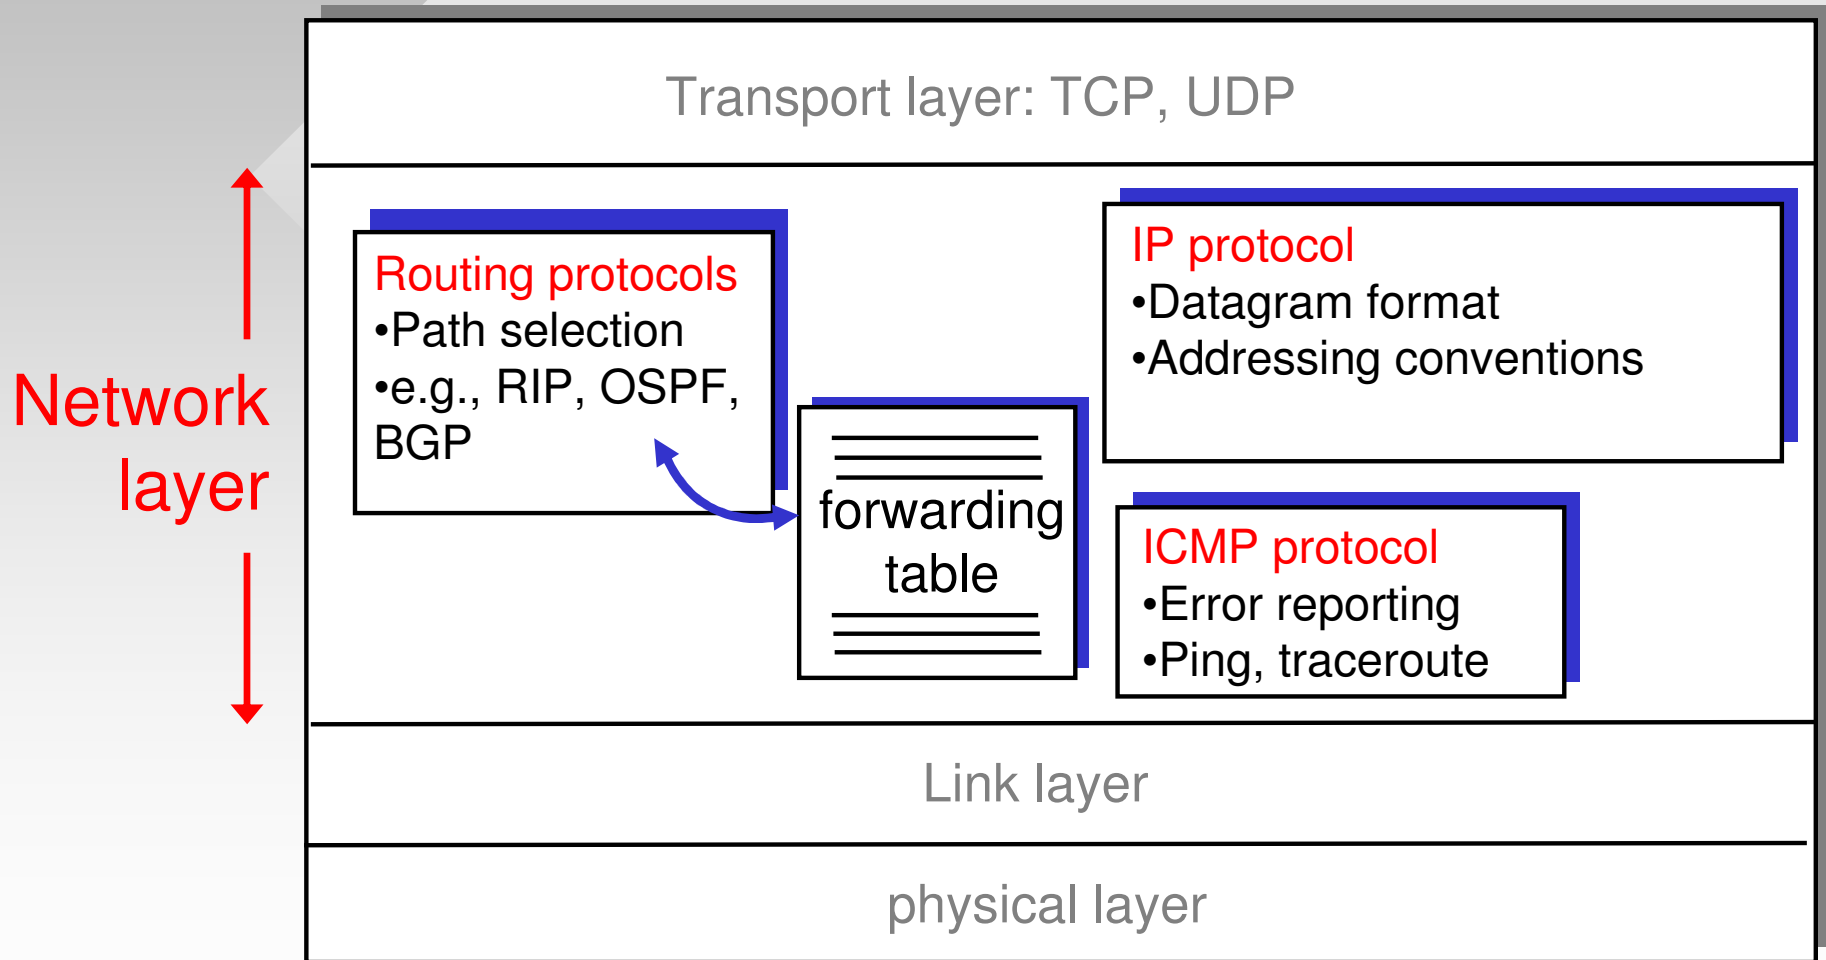 Transport layer: TCP, UDP
Network
layer
Routing protocols
•Path selection
•e.g., RIP, OSPF,
BGP
forwarding
table
IP protocol
•Datagram format
•Addressing conventions
ICMP protocol
•Error reporting
•Ping, traceroute
Link layer
physical layer